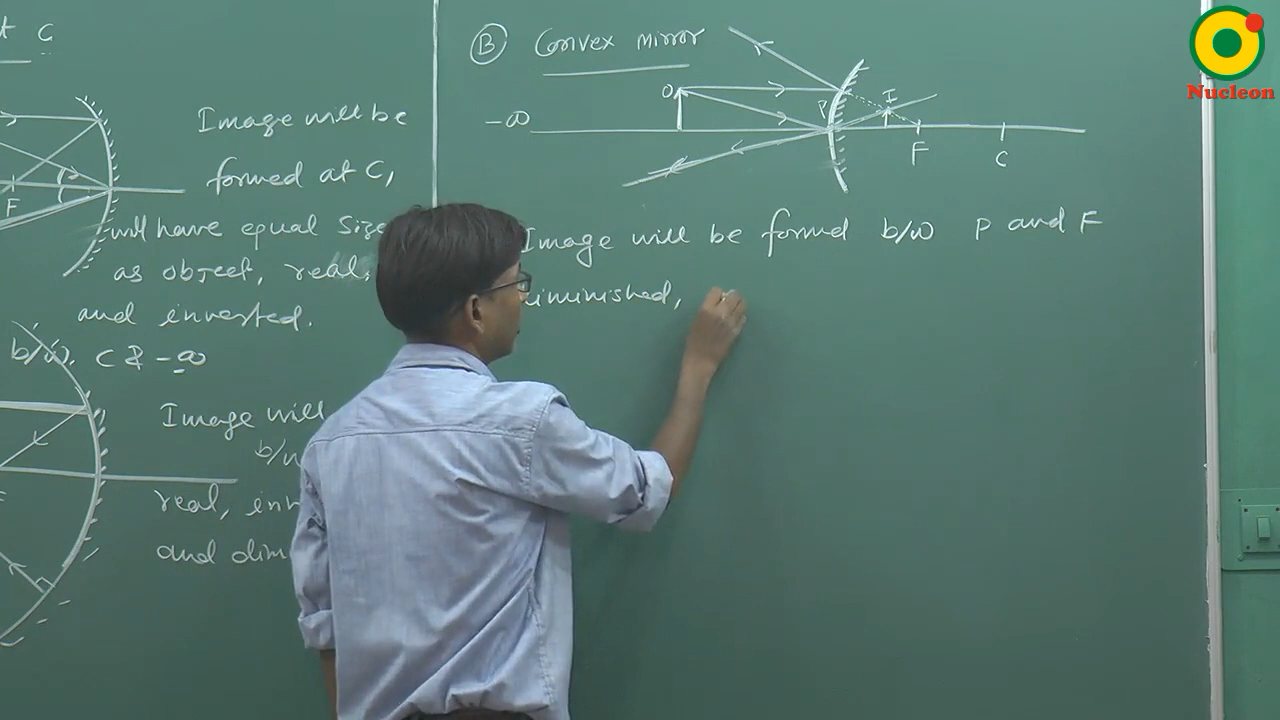 at C
F
Image will be
formed at C,
will have equal size
as object, real,
and inverted.
b/w. C & -∞
Image will
b/w
real, inv
and dim
B Convex mirror
O
P
I
-∞
F
C
Image will be formed b/w P and F
iminished,
Nucleon